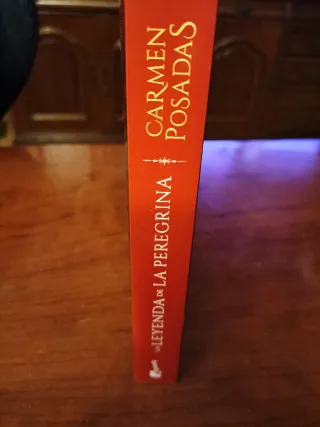 CARMEN
POSADAS
LA LEYENDA DE LA PEREGRINA